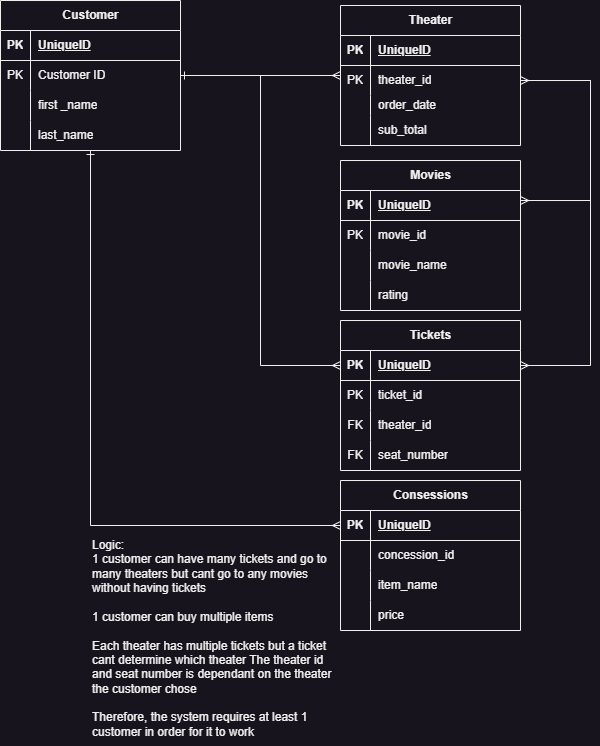 Customer
PK UniqueID
PK Customer ID
first _name
last_name
Theater
PK UniqueID
PK theater_id
order_date
sub_total
Movies
PK UniqueID
PK movie_id
movie_name
rating
Tickets
PK UniqueID
PK ticket_id
FK theater_id
FK seat_number
Consessions
PK UniqueID
concession_id
item_name
price
Logic:
1 customer can have many tickets and go to
many theaters but cant go to any movies
without having tickets
1 customer can buy multiple items
Each theater has multiple tickets but a ticket
cant determine which theater The theater id
and seat number is dependant on the theater
the customer chose
Therefore, the system requires at least 1
customer in order for it to work